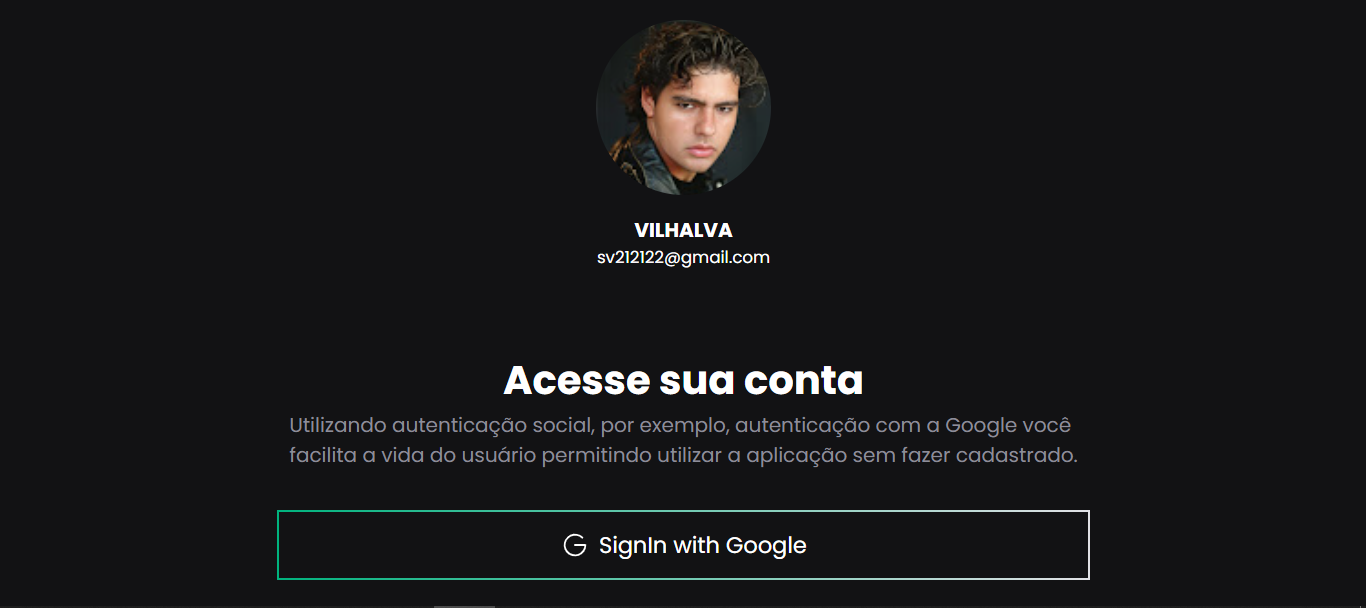 VILHALVA
sv212122@gmail.com
Acesse sua conta
Utilizando autenticação social, por exemplo, autenticação com a Google você
facilita a vida do usuário permitindo utilizar a aplicação sem fazer cadastrado.
SignIn with Google